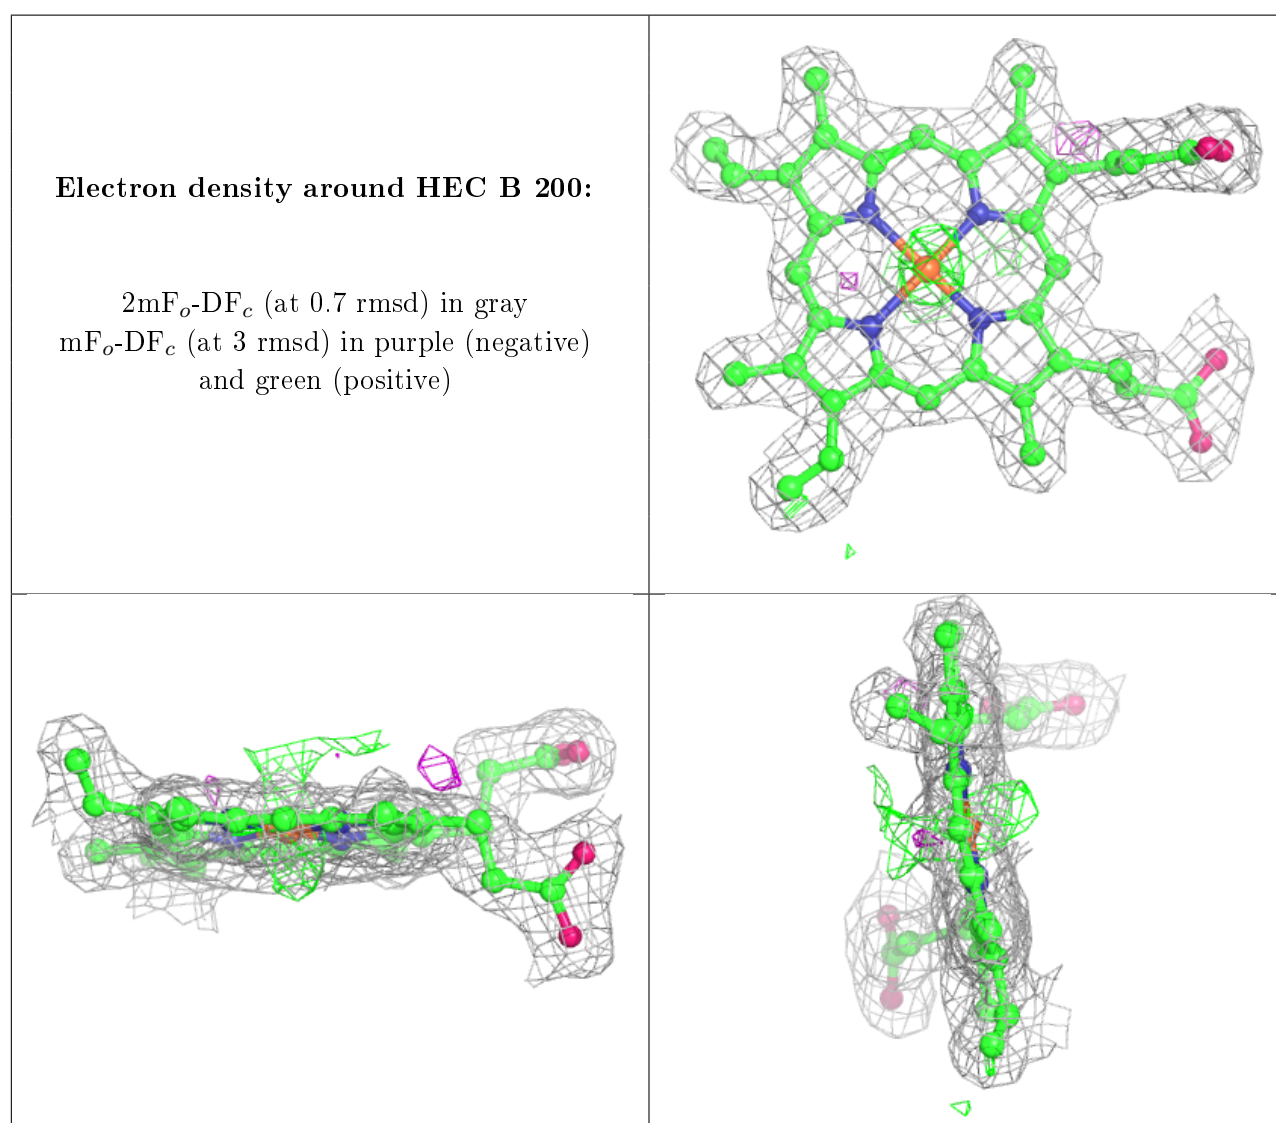 Electron density around HEC B 200:
2mFo-DFc (at 0.7 rmsd) in gray
mFo-DFc (at 3 rmsd) in purple (negative)
and green (positive)